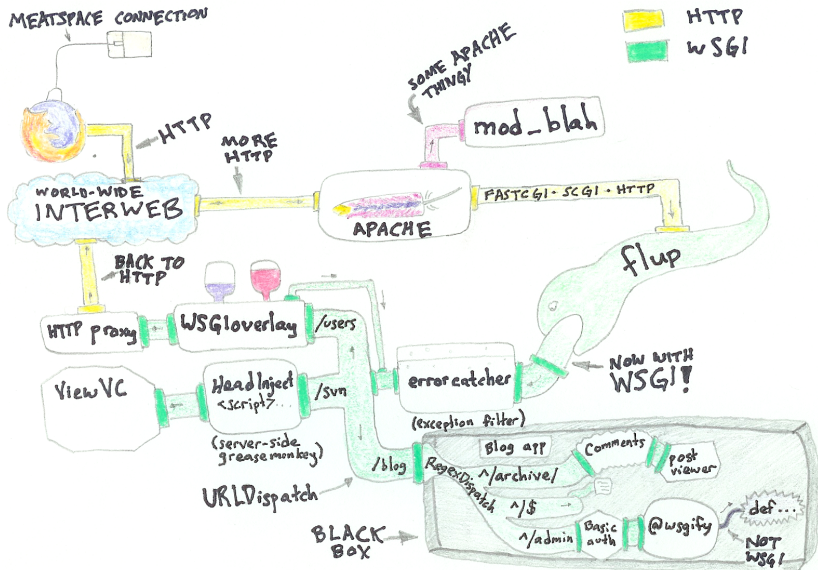 MEATSPACE CONNECTION
HTTP
WSGI
SOME APACHE
THINGY
mod_blah
HTTP
MORE
HTTP
WORLD-WIDE
INTERWEB
APACHE
FASTCGI · SCGI · HTTP
flup
BACK TO
HTTP
HTTP proxy
WSGIoverlay
/users
NOW WITH
WSGI!
errorcatcher
(exception filter)
ViewVC
HeadInject
<script>...
/svn
(server-side
greasemonkey)
/blog
URLDispatch
BLACK
BOX
Blog app
RegexDispatch
^/archive/
Comments
post
viewer
^/$
^/admin
Basic
auth
@wsgify
def...
NOT
WSGI